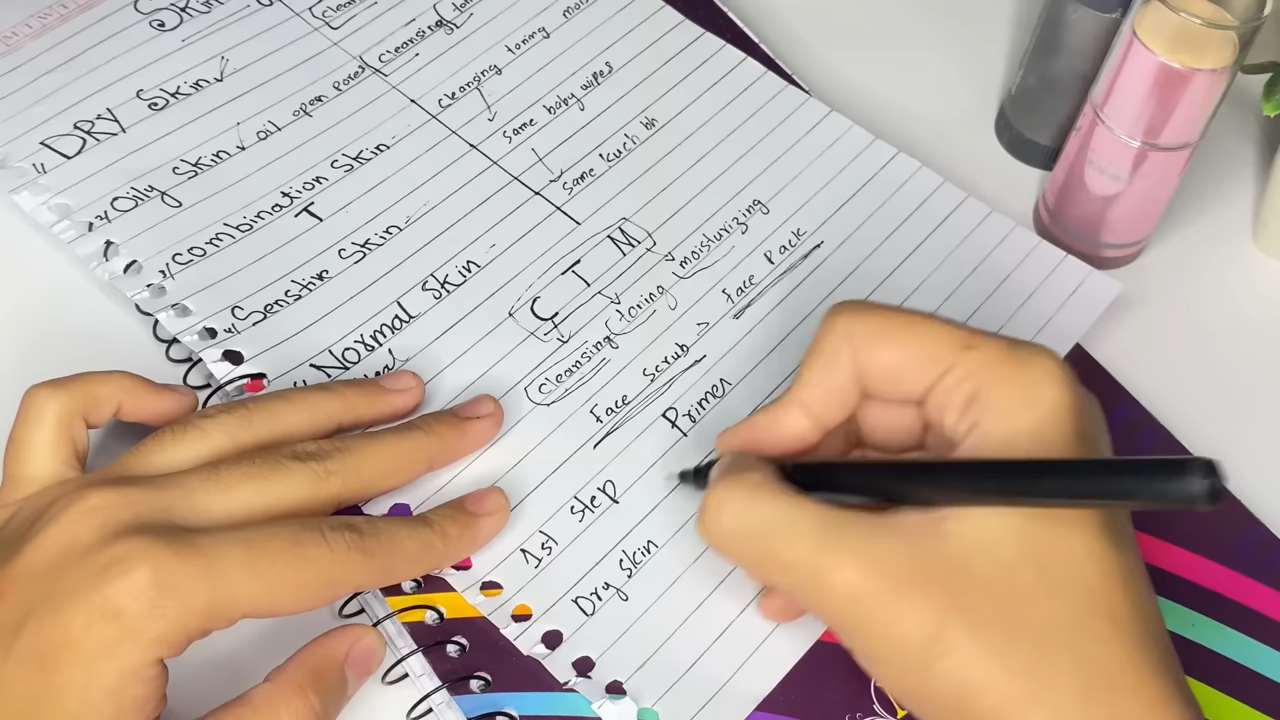 Skin
DRY Skin ✓
Oily Skin ✓ oil open pores
Combination Skin
T
Senstive Skin
Normal Skin
Cleansing
Cleansing toning
Same baby wipes
Same kuch bh
C T M
Cleansing toning moisturizing
Face Scrub > Face Pack
1st Step Primer
Dry Skin